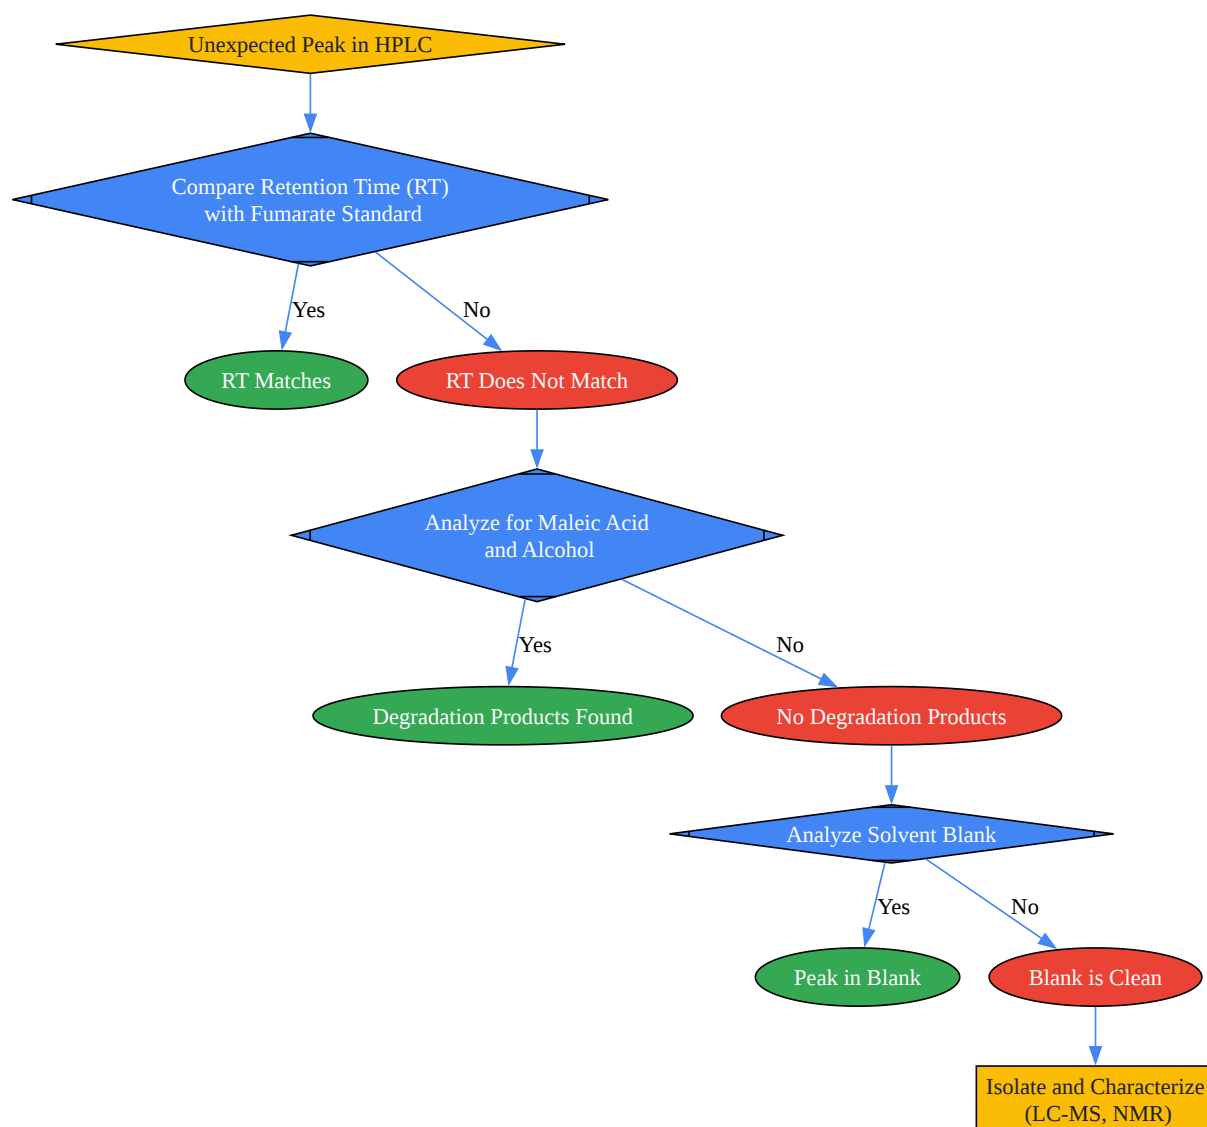 Unexpected Peak in HPLC
Compare Retention Time (RT)
with Fumarate Standard
Yes
No
RT Matches
RT Does Not Match
Analyze for Maleic Acid
and Alcohol
Yes
No
Degradation Products Found
No Degradation Products
Analyze Solvent Blank
Yes
No
Peak in Blank
Blank is Clean
Isolate and Characterize
(LC-MS, NMR)